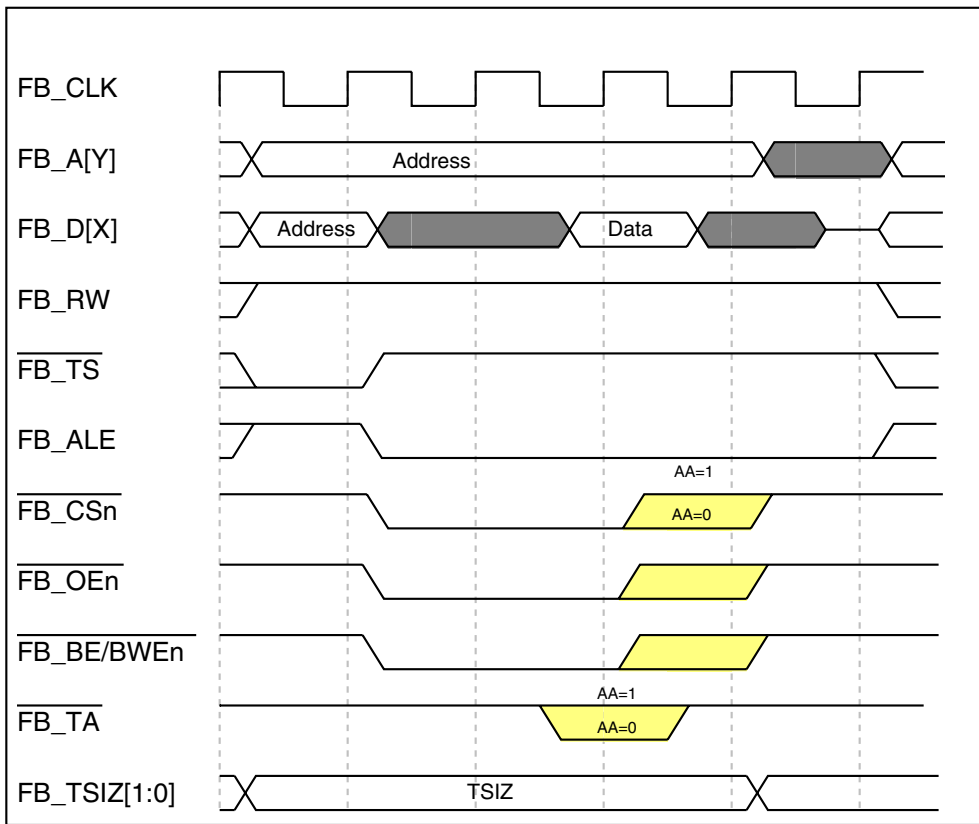 FB_CLK
FB_A[Y]
Address
FB_D[X]
Address
Data
FB_RW
FB_TS
FB_ALE
AA=1
FB_CSn
AA=0
FB_OEn
FB_BE/BWEn
AA=1
FB_TA
AA=0
FB_TSIZ[1:0]
TSIZ